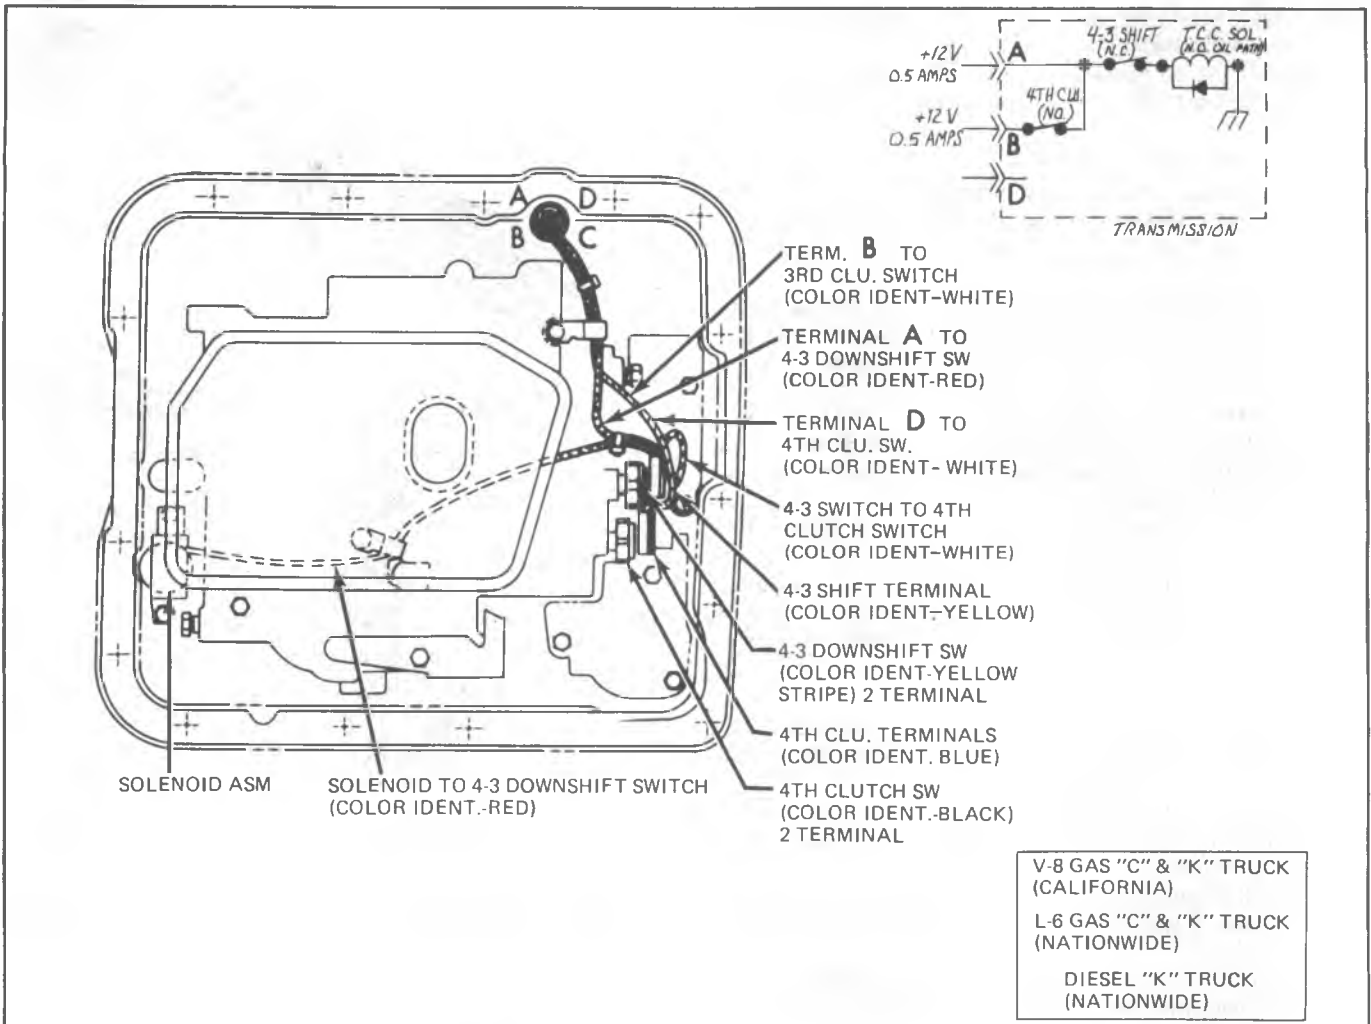 4-3 SHIFT
(N.C.)
T.C.C. SOL.
(N.O. OIL PATH)
+12V
0.5 AMPS
A
4TH CLU.
(N.O.)
+12V
0.5 AMPS
B
D
TRANSMISSION
A D
B C
TERM. B TO
3RD CLU. SWITCH
(COLOR IDENT-WHITE)
TERMINAL A TO
4-3 DOWNSHIFT SW
(COLOR IDENT-RED)
TERMINAL D TO
4TH CLU. SW.
(COLOR IDENT- WHITE)
4-3 SWITCH TO 4TH
CLUTCH SWITCH
(COLOR IDENT-WHITE)
4-3 SHIFT TERMINAL
(COLOR IDENT-YELLOW)
4-3 DOWNSHIFT SW
(COLOR IDENT-YELLOW
STRIPE) 2 TERMINAL
4TH CLU. TERMINALS
(COLOR IDENT. BLUE)
4TH CLUTCH SW
(COLOR IDENT.-BLACK)
2 TERMINAL
SOLENOID ASM
SOLENOID TO 4-3 DOWNSHIFT SWITCH
(COLOR IDENT.-RED)
V-8 GAS "C" & "K" TRUCK
(CALIFORNIA)
L-6 GAS "C" & "K" TRUCK
(NATIONWIDE)
DIESEL "K" TRUCK
(NATIONWIDE)